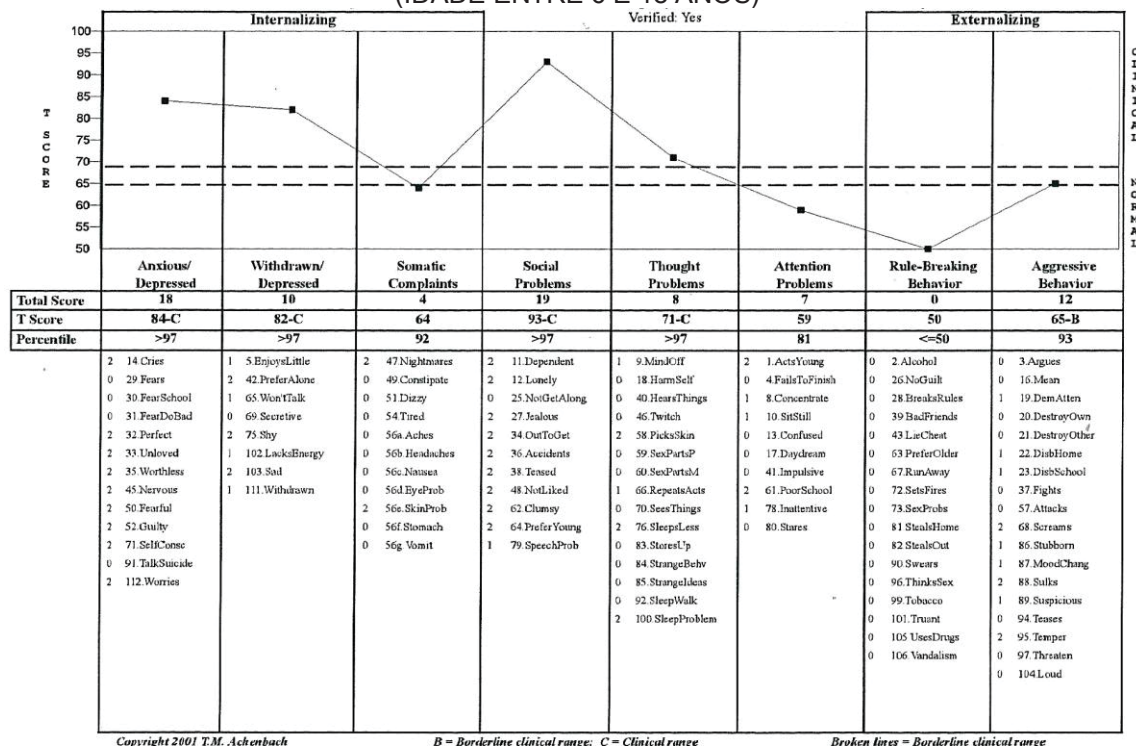 (IDADE ENTRE E ANOS)
Internalizing
Verified: Yes
Externalizing
100
95
90
85
80
75
70
65
60
55
50
T SCORE
CLINICAL
NORMAL
Anxious/ Depressed
Withdrawn/ Depressed
Somatic Complaints
Social Problems
Thought Problems
Attention Problems
Rule-Breaking Behavior
Aggressive Behavior
Total Score 18 10 4 19 8 7 0 12
T Score 84-C 82-C 64 93-C 71-C 59 50 65-B
Percentile >97 >97 92 >97 >97 81 <=50 93
2 14.Cries
0 29.Fears
0 30.FearSchool
0 31.FearDoBad
2 32.Perfect
2 33.Unloved
2 35.Worthless
2 45.Nervous
2 50.Fearful
2 52.Guilty
2 71.SelfConsc
0 91.TalkSuicide
2 112.Worries
1 5.EnjoysLittle
2 42.PreferAlone
1 65.Won'tTalk
0 69.Secretive
2 75.Shy
1 102.LacksEnergy
2 103.Sad
1 111.Withdrawn
2 47.Nightmares
0 49.Constipate
0 51.Dizzy
0 54.Tired
0 56a.Aches
0 56b.Headaches
0 56c.Nausea
0 56d.EyeProb
2 56e.SkinProb
0 56f.Stomach
0 56g.Vomit
2 11.Dependent
2 12.Lonely
0 25.NotGetAlong
2 27.Jealous
2 34.OutToGet
2 36.Accidents
2 38.Teased
2 48.NotLiked
2 62.Clumsy
2 64.PreferYoung
1 79.SpeechProb
1 9.MindOff
0 18.HarmSelf
0 40.HearsThings
0 46.Twitch
2 58.PicksSkin
0 59.SexPartsP
0 60.SexPartsM
1 66.RepeatsActs
0 70.SeesThings
2 76.SleepsLess
0 83.StoresUp
0 84.StrangeBehv
0 85.StrangeIdeas
0 92.SleepWalk
2 100.SleepProblem
2 1.ActsYoung
0 4.FailsToFinish
1 8.Concentrate
1 10.SitStill
0 13.Confused
0 17.Daydream
0 41.Impulsive
2 61.PoorSchool
1 78.Inattentive
0 80.Stares
0 2.Alcohol
0 26.NoGuilt
0 28.BreaksRules
0 39.BadFriends
0 43.LieCheat
0 63.PreferOlder
0 67.RunAway
0 72.SetsFires
0 73.SexProbs
0 81.StealsHome
0 82.StealsOut
0 90.Swears
0 96.ThinksSex
0 99.Tobacco
0 101.Truant
0 105.UsesDrugs
0 106.Vandalism
0 3.Argues
0 16.Mean
1 19.DemAtten
0 20.DestroyOwn
0 21.DestroyOther
1 22.DisbHome
1 23.DisbSchool
0 37.Fights
0 57.Attacks
2 68.Screams
1 86.Stubborn
1 87.MoodChang
2 88.Sulks
1 89.Suspicious
0 94.Teases
2 95.Temper
0 97.Threaten
0 104.Loud
Copyright 2001 T.M. Achenbach
B = Borderline clinical range; C = Clinical range
Broken lines = Borderline clinical range